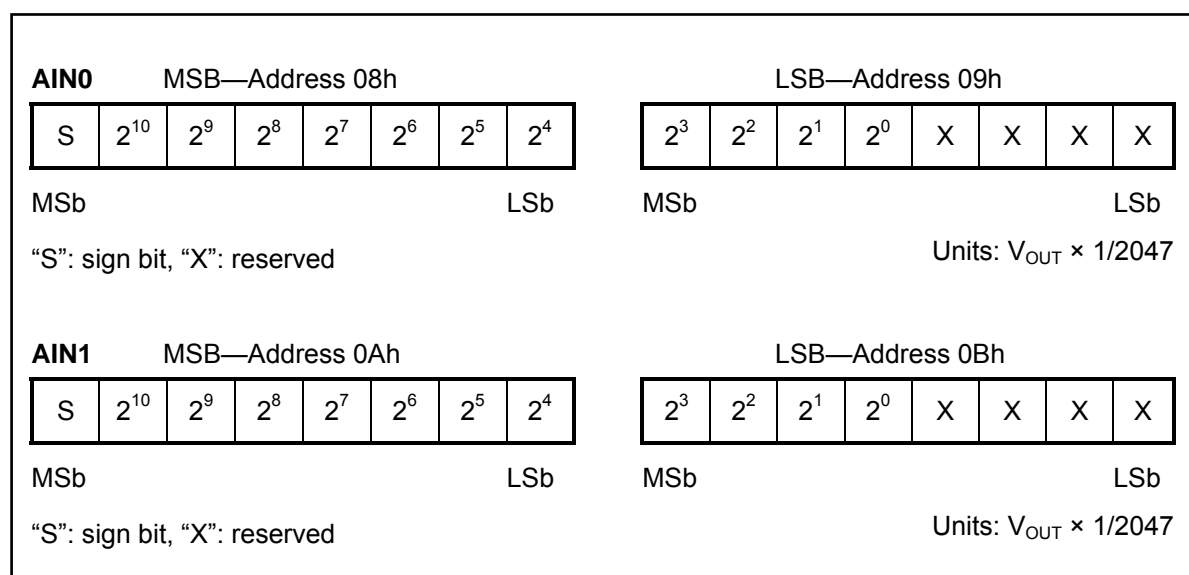 AIN0 MSB—Address 08h LSB—Address 09h
S 2^10 2^9 2^8 2^7 2^6 2^5 2^4 2^3 2^2 2^1 2^0 X X X X
MSb LSb MSb LSb
“S”: sign bit, “X”: reserved Units: V_OUT × 1/2047
AIN1 MSB—Address 0Ah LSB—Address 0Bh
S 2^10 2^9 2^8 2^7 2^6 2^5 2^4 2^3 2^2 2^1 2^0 X X X X
MSb LSb MSb LSb
“S”: sign bit, “X”: reserved Units: V_OUT × 1/2047